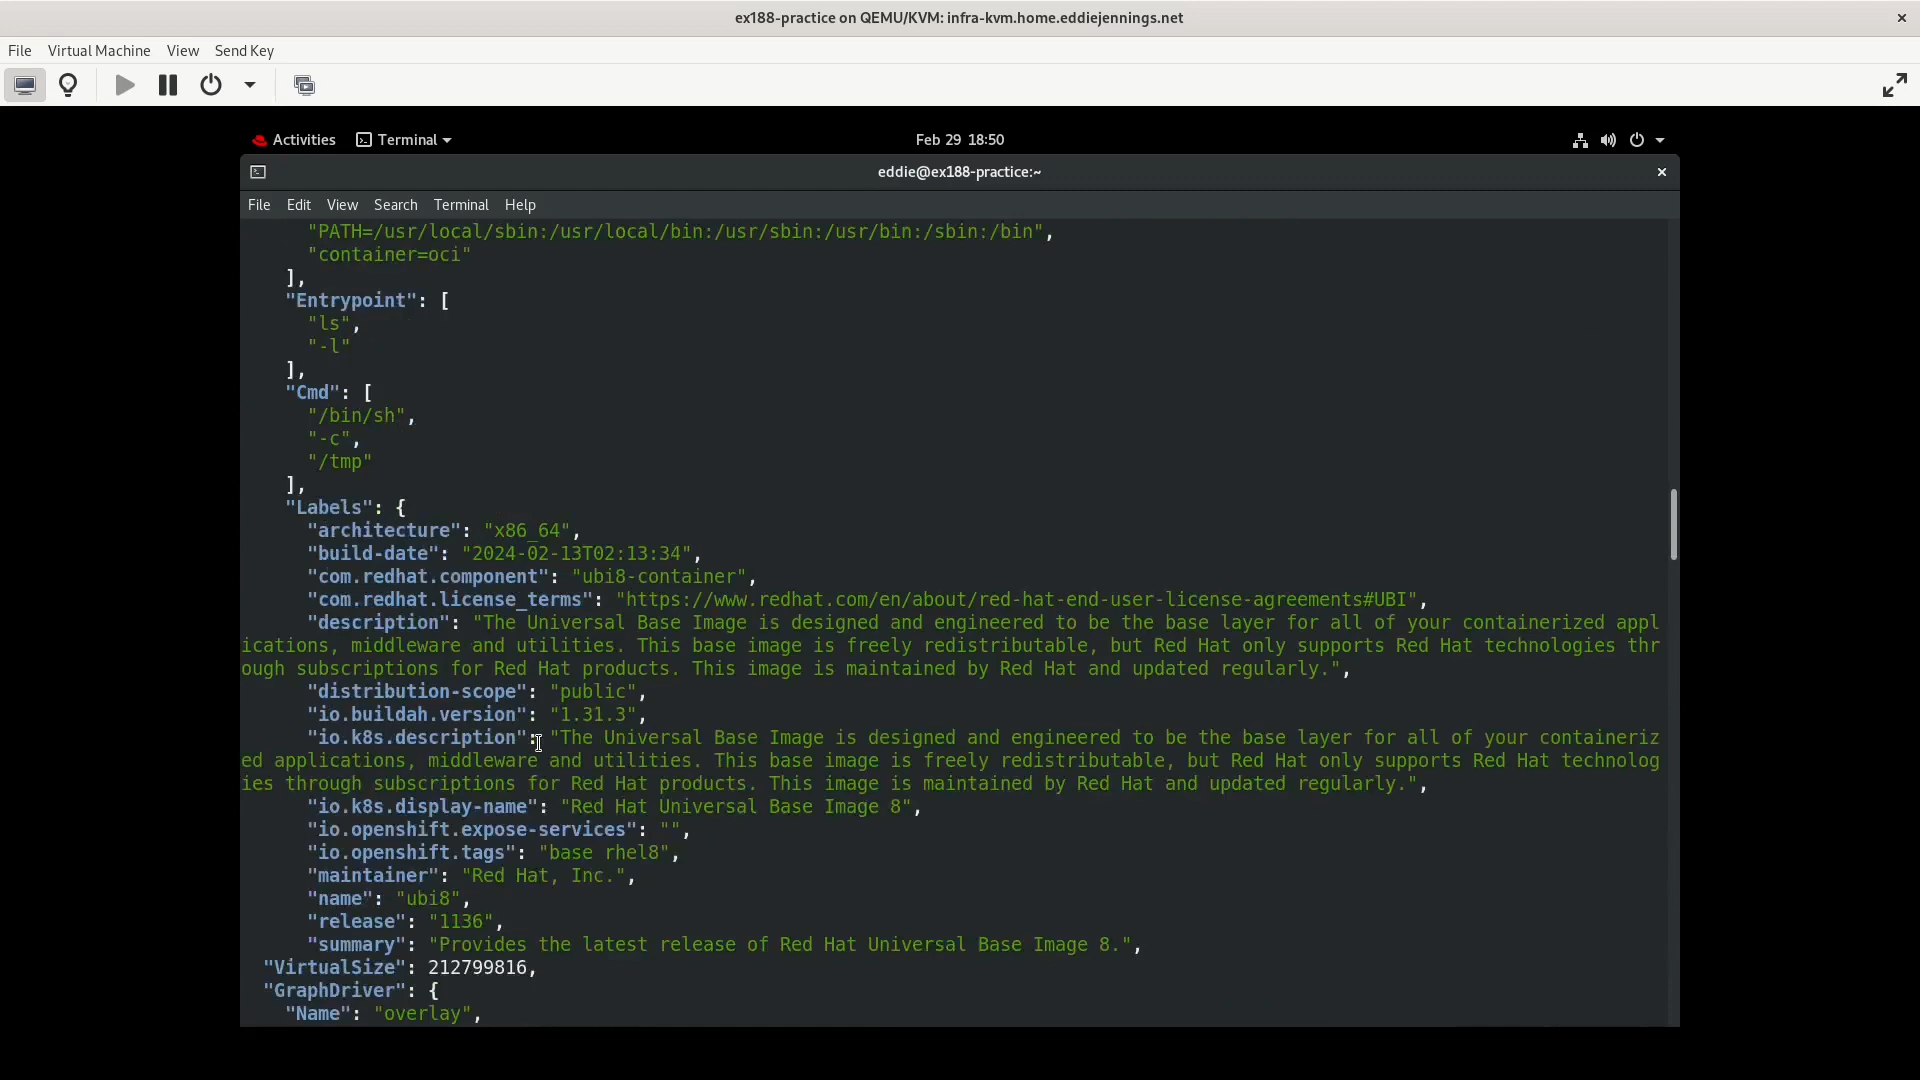 ex188-practice on QEMU/KVM: infra-kvm.home.eddiejennings.net
File Virtual Machine View Send Key
Activities Terminal Feb 29 18:50
eddie@ex188-practice:~
File Edit View Search Terminal Help
"PATH=/usr/local/sbin:/usr/local/bin:/usr/sbin:/usr/bin:/sbin:/bin",
"container=oci"
],
"Entrypoint": [
"ls",
"-l"
],
"Cmd": [
"/bin/sh",
"-c",
"/tmp"
],
"Labels": {
"architecture": "x86_64",
"build-date": "2024-02-13T02:13:34",
"com.redhat.component": "ubi8-container",
"com.redhat.license_terms": "https://www.redhat.com/en/about/red-hat-end-user-license-agreements#UBI",
"description": "The Universal Base Image is designed and engineered to be the base layer for all of your containerized appl
ications, middleware and utilities. This base image is freely redistributable, but Red Hat only supports Red Hat technologies thr
ough subscriptions for Red Hat products. This image is maintained by Red Hat and updated regularly.",
"distribution-scope": "public",
"io.buildah.version": "1.31.3",
"io.k8s.description": "The Universal Base Image is designed and engineered to be the base layer for all of your containeriz
ed applications, middleware and utilities. This base image is freely redistributable, but Red Hat only supports Red Hat technolog
ies through subscriptions for Red Hat products. This image is maintained by Red Hat and updated regularly.",
"io.k8s.display-name": "Red Hat Universal Base Image 8",
"io.openshift.expose-services": "",
"io.openshift.tags": "base rhel8",
"maintainer": "Red Hat, Inc.",
"name": "ubi8",
"release": "1136",
"summary": "Provides the latest release of Red Hat Universal Base Image 8.",
"VirtualSize": 212799816,
"GraphDriver": {
"Name": "overlay",